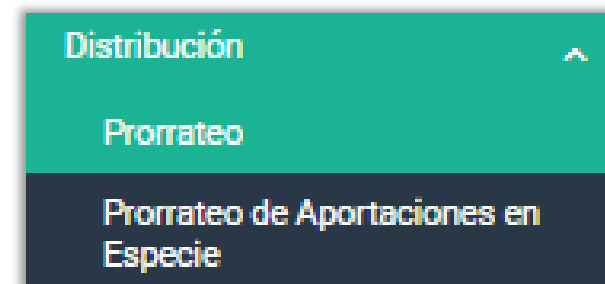 Distribución
Prorrateo
Prorrateo de Aportaciones en
Especie